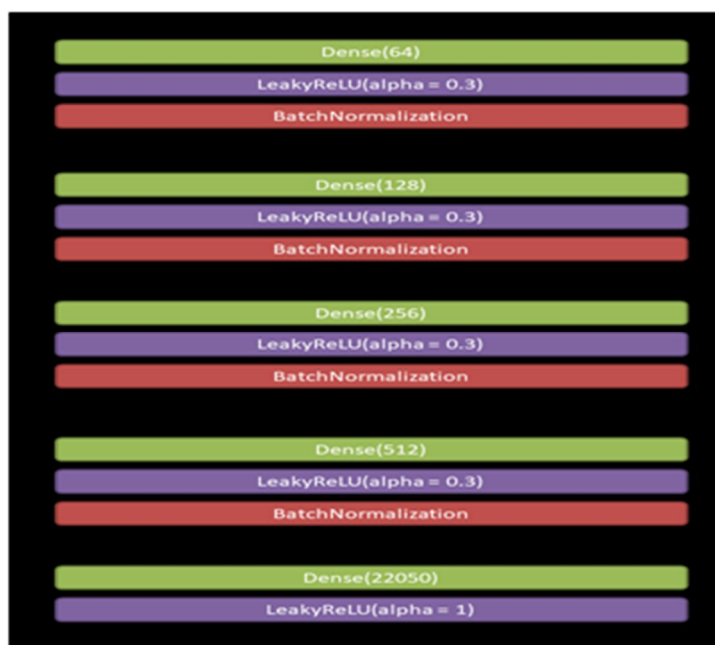 Dense(64)
LeakyReLU(alpha = 0.3)
BatchNormalization
Dense(128)
LeakyReLU(alpha = 0.3)
BatchNormalization
Dense(256)
LeakyReLU(alpha = 0.3)
BatchNormalization
Dense(512)
LeakyReLU(alpha = 0.3)
BatchNormalization
Dense(22050)
LeakyReLU(alpha = 1)